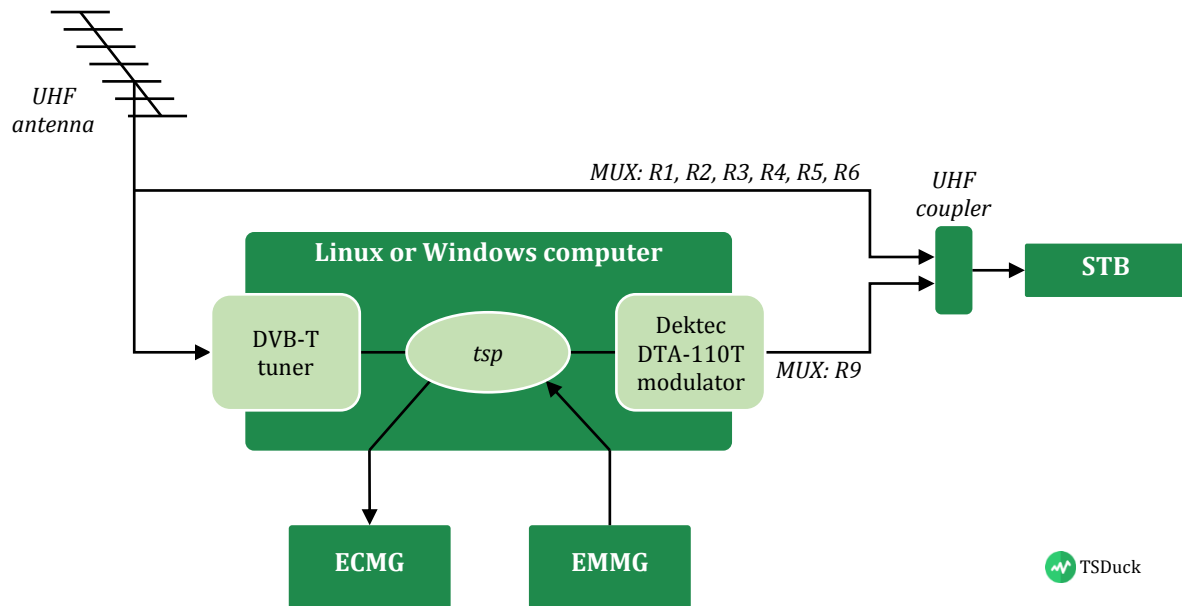 UHF
antenna
MUX: R1, R2, R3, R4, R5, R6
UHF
coupler
Linux or Windows computer
STB
DVB-T
tuner
tsp
Dektec
DTA-110T
modulator
MUX: R9
ECMG
EMMG
TSDuck